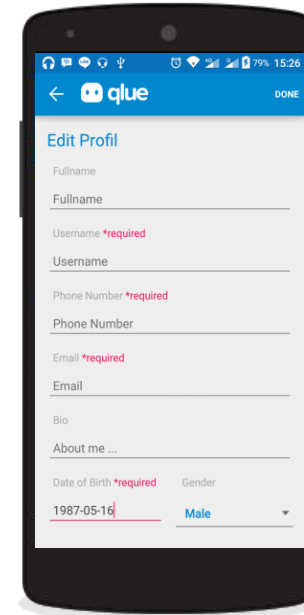 79% 15:26
qlue
DONE
Edit Profil
Fullname
Fullname
Username *required
Username
Phone Number *required
Phone Number
Email *required
Email
Bio
About me ...
Date of Birth *required Gender
1987-05-16 Male